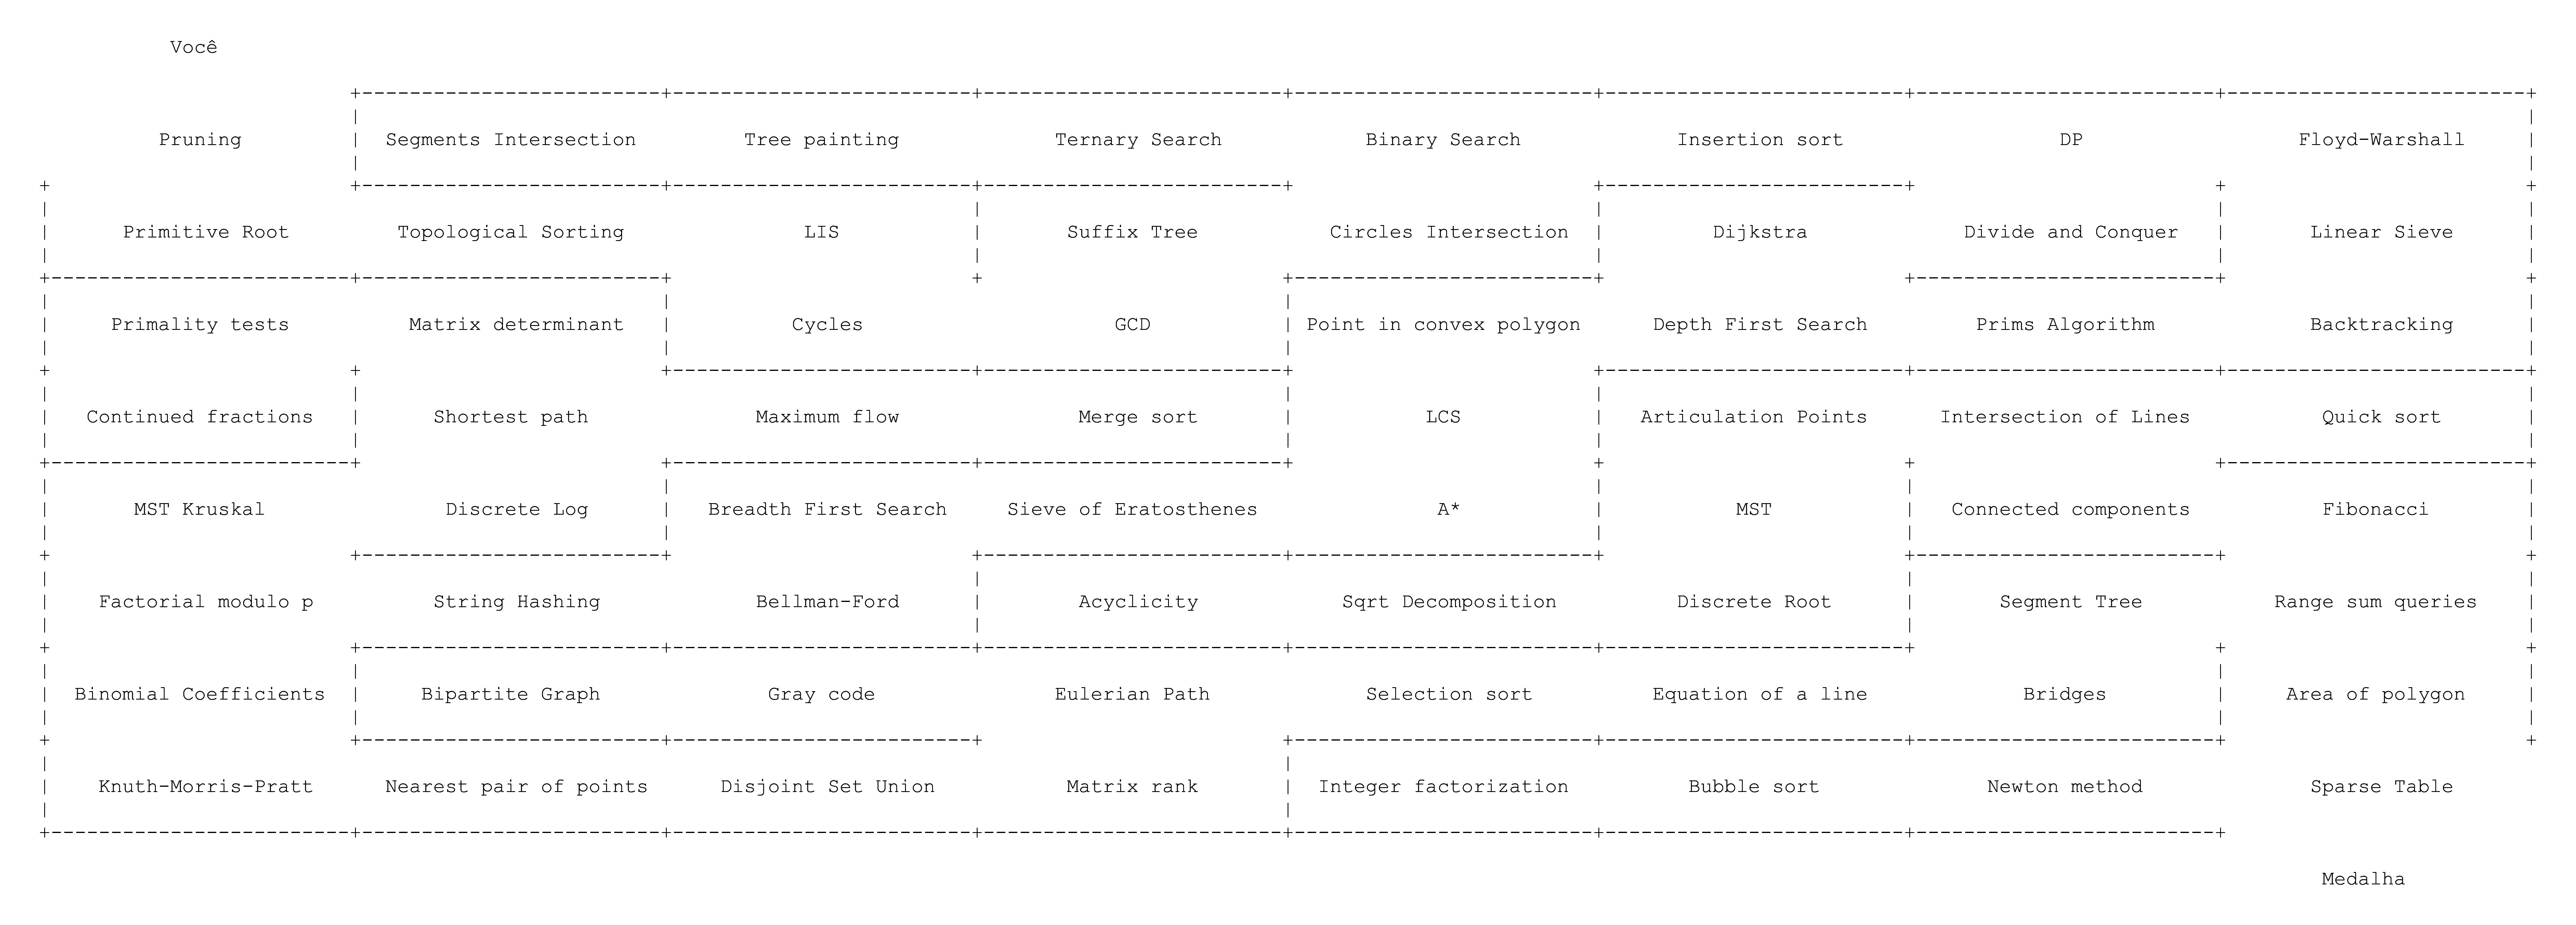 Você
Pruning Segments Intersection Tree painting Ternary Search Binary Search Insertion sort DP Floyd-Warshall
Primitive Root Topological Sorting LIS Suffix Tree Circles Intersection Dijkstra Divide and Conquer Linear Sieve
Primality tests Matrix determinant Cycles GCD Point in convex polygon Depth First Search Prims Algorithm Backtracking
Continued fractions Shortest path Maximum flow Merge sort LCS Articulation Points Intersection of Lines Quick sort
MST Kruskal Discrete Log Breadth First Search Sieve of Eratosthenes A* MST Connected components Fibonacci
Factorial modulo p String Hashing Bellman-Ford Acyclicity Sqrt Decomposition Discrete Root Segment Tree Range sum queries
Binomial Coefficients Bipartite Graph Gray code Eulerian Path Selection sort Equation of a line Bridges Area of polygon
Knuth-Morris-Pratt Nearest pair of points Disjoint Set Union Matrix rank Integer factorization Bubble sort Newton method Sparse Table
Medalha